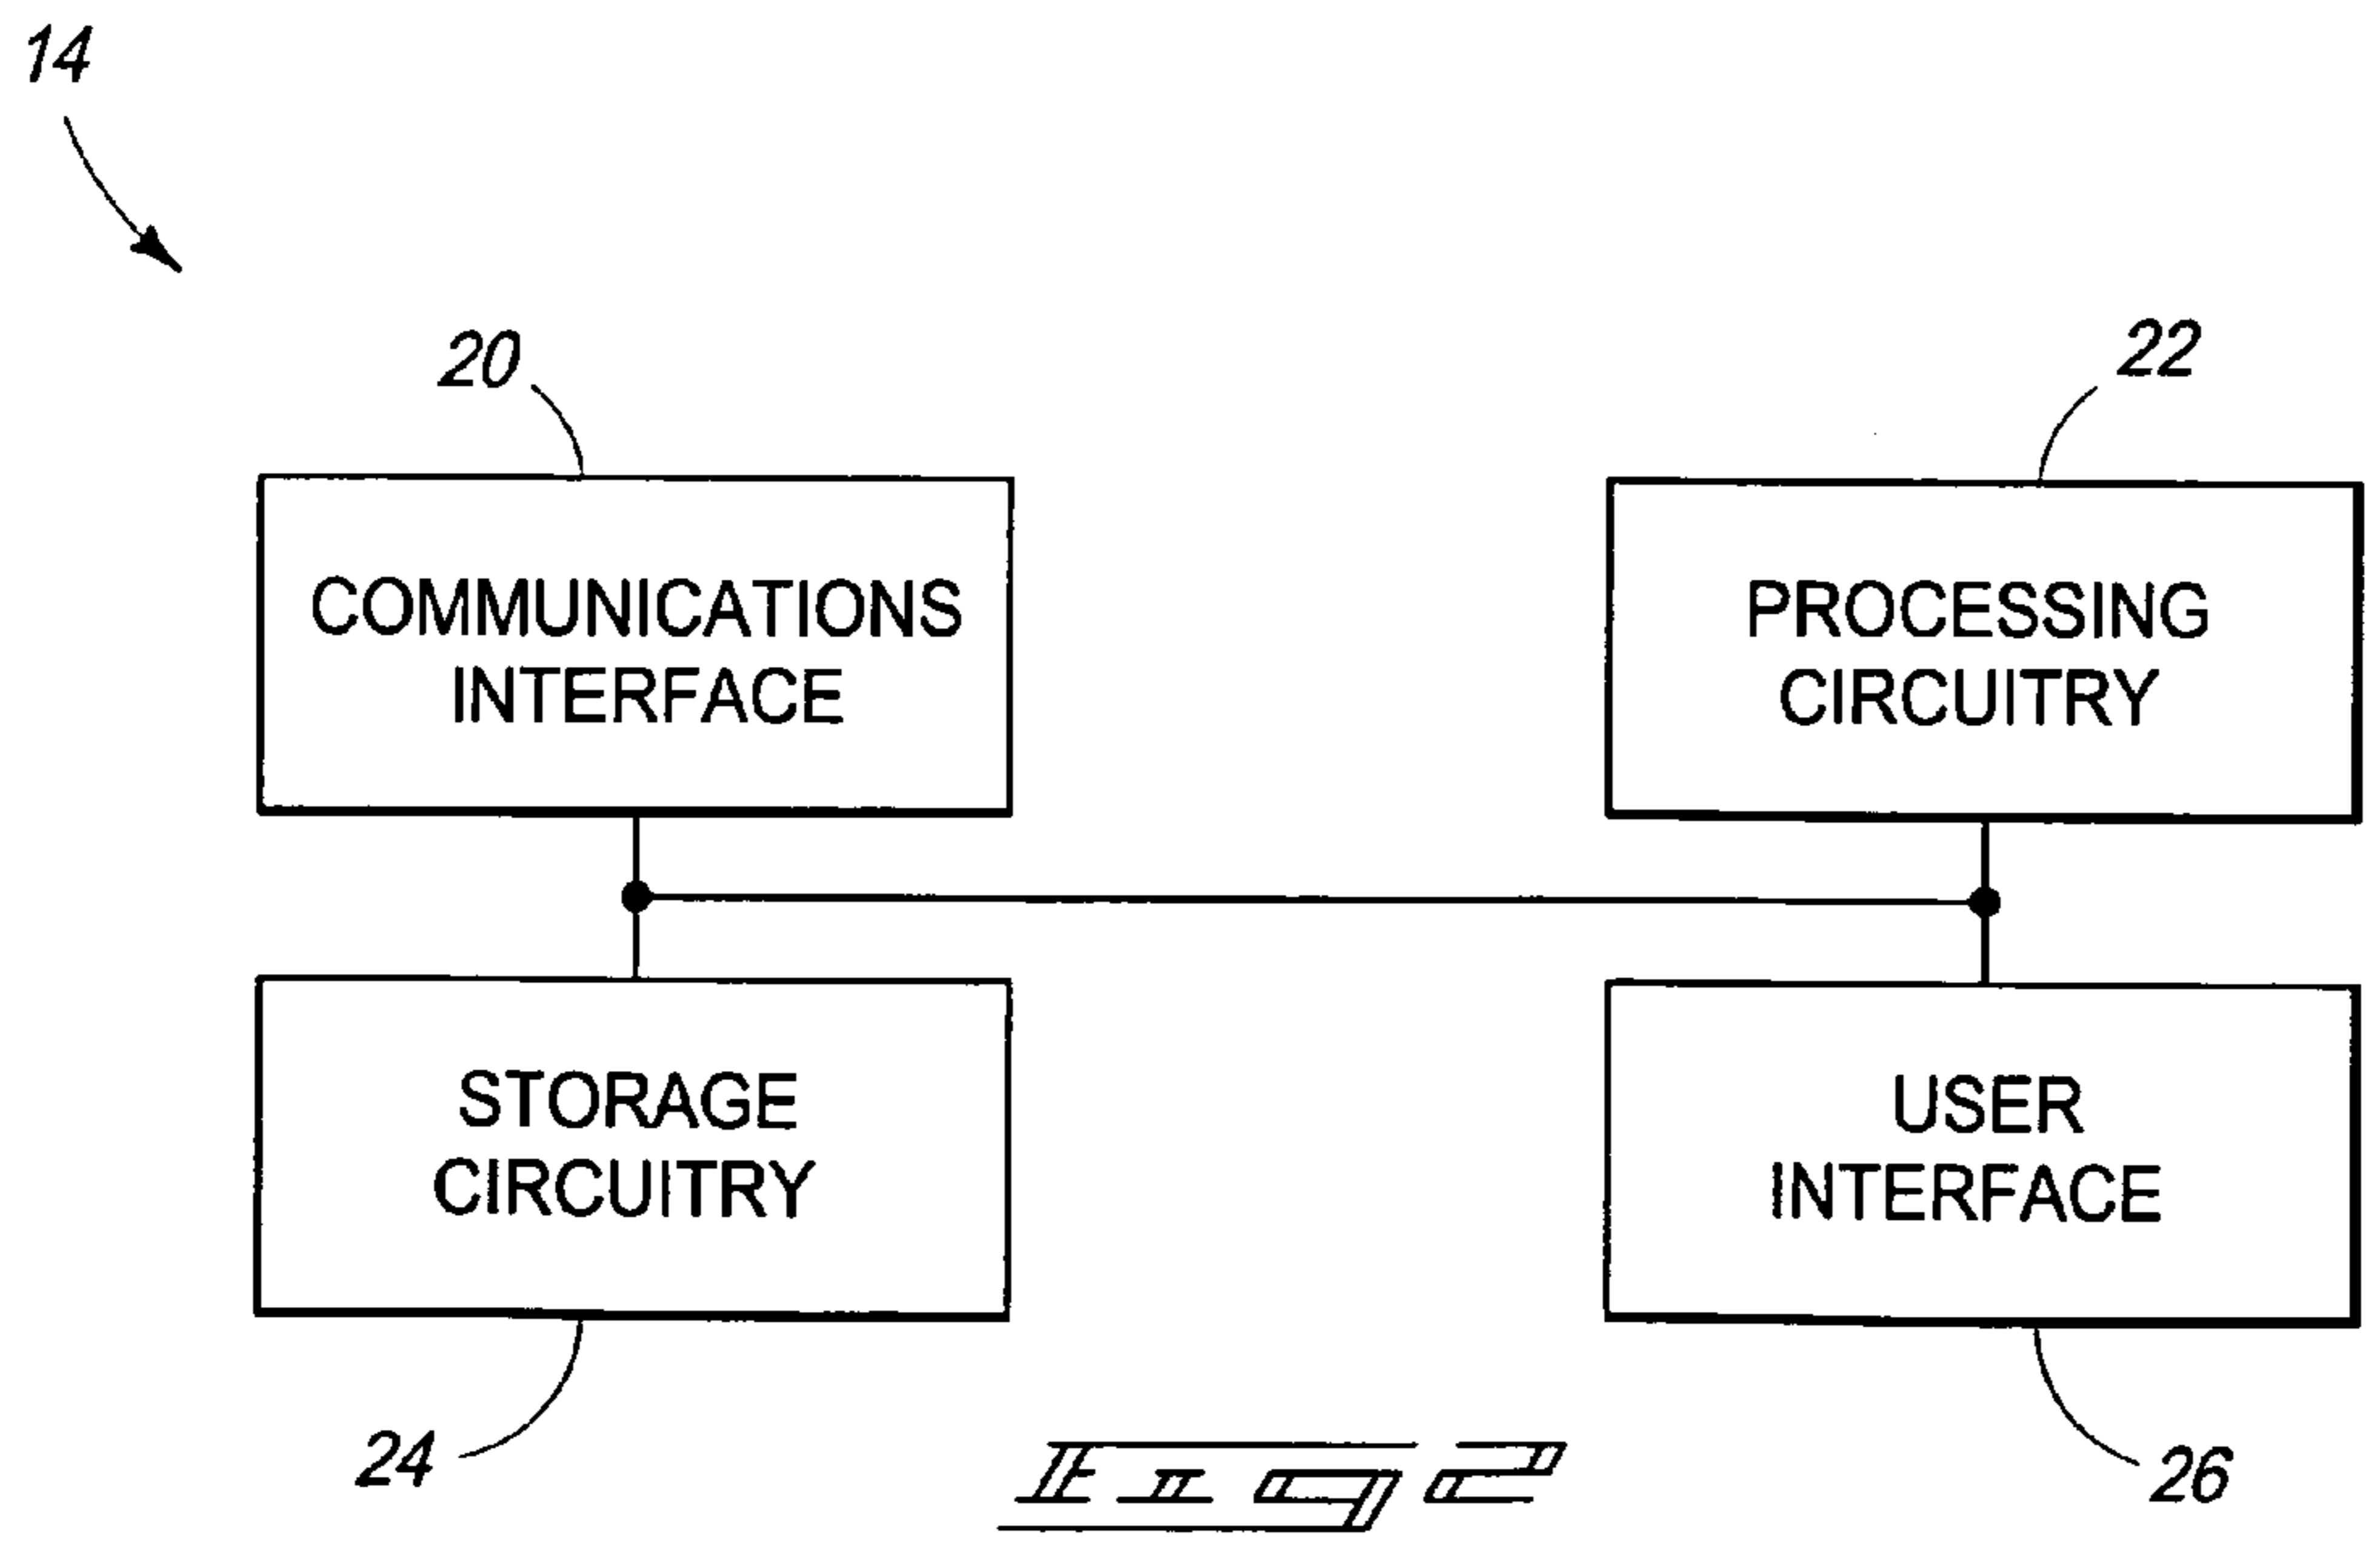 14
20
22
COMMUNICATIONS
INTERFACE
PROCESSING
CIRCUITRY
STORAGE
CIRCUITRY
USER
INTERFACE
24
26
Fig 2